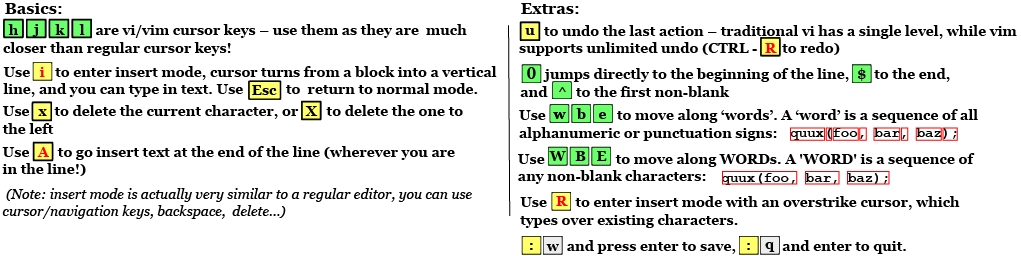 Basics:
h j k l are vi/vim cursor keys – use them as they are much
closer than regular cursor keys!
Use i to enter insert mode, cursor turns from a block into a vertical
line, and you can type in text. Use Esc to return to normal mode.
Use x to delete the current character, or X to delete the one to
the left
Use A to go insert text at the end of the line (wherever you are
in the line!)
(Note: insert mode is actually very similar to a regular editor, you can use
cursor/navigation keys, backspace, delete...)
Extras:
u to undo the last action – traditional vi has a single level, while vim
supports unlimited undo (CTRL - R to redo)
0 jumps directly to the beginning of the line, $ to the end,
and ^ to the first non-blank
Use w b e to move along ‘words’. A ‘word’ is a sequence of all
alphanumeric or punctuation signs: quux(foo, bar, baz);
Use W B E to move along WORDs. A 'WORD' is a sequence of
any non-blank characters: quux(foo, bar, baz);
Use R to enter insert mode with an overstrike cursor, which
types over existing characters.
: w and press enter to save, : q and enter to quit.